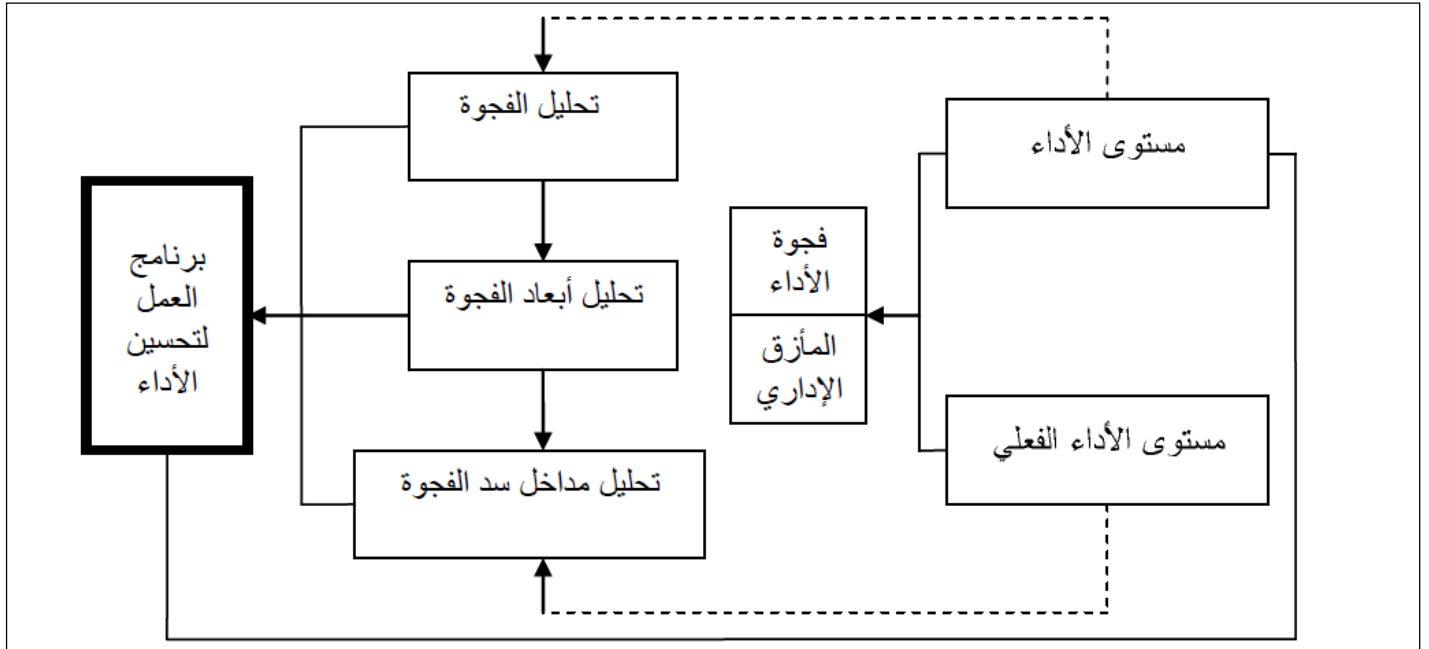 مستوى الأداء
مستوى الأداء الفعلي
فجوة
الأداء
المأزق
الإداري
تحليل الفجوة
تحليل أبعاد الفجوة
تحليل مداخل سد الفجوة
برنامج
العمل
لتحسين
الأداء